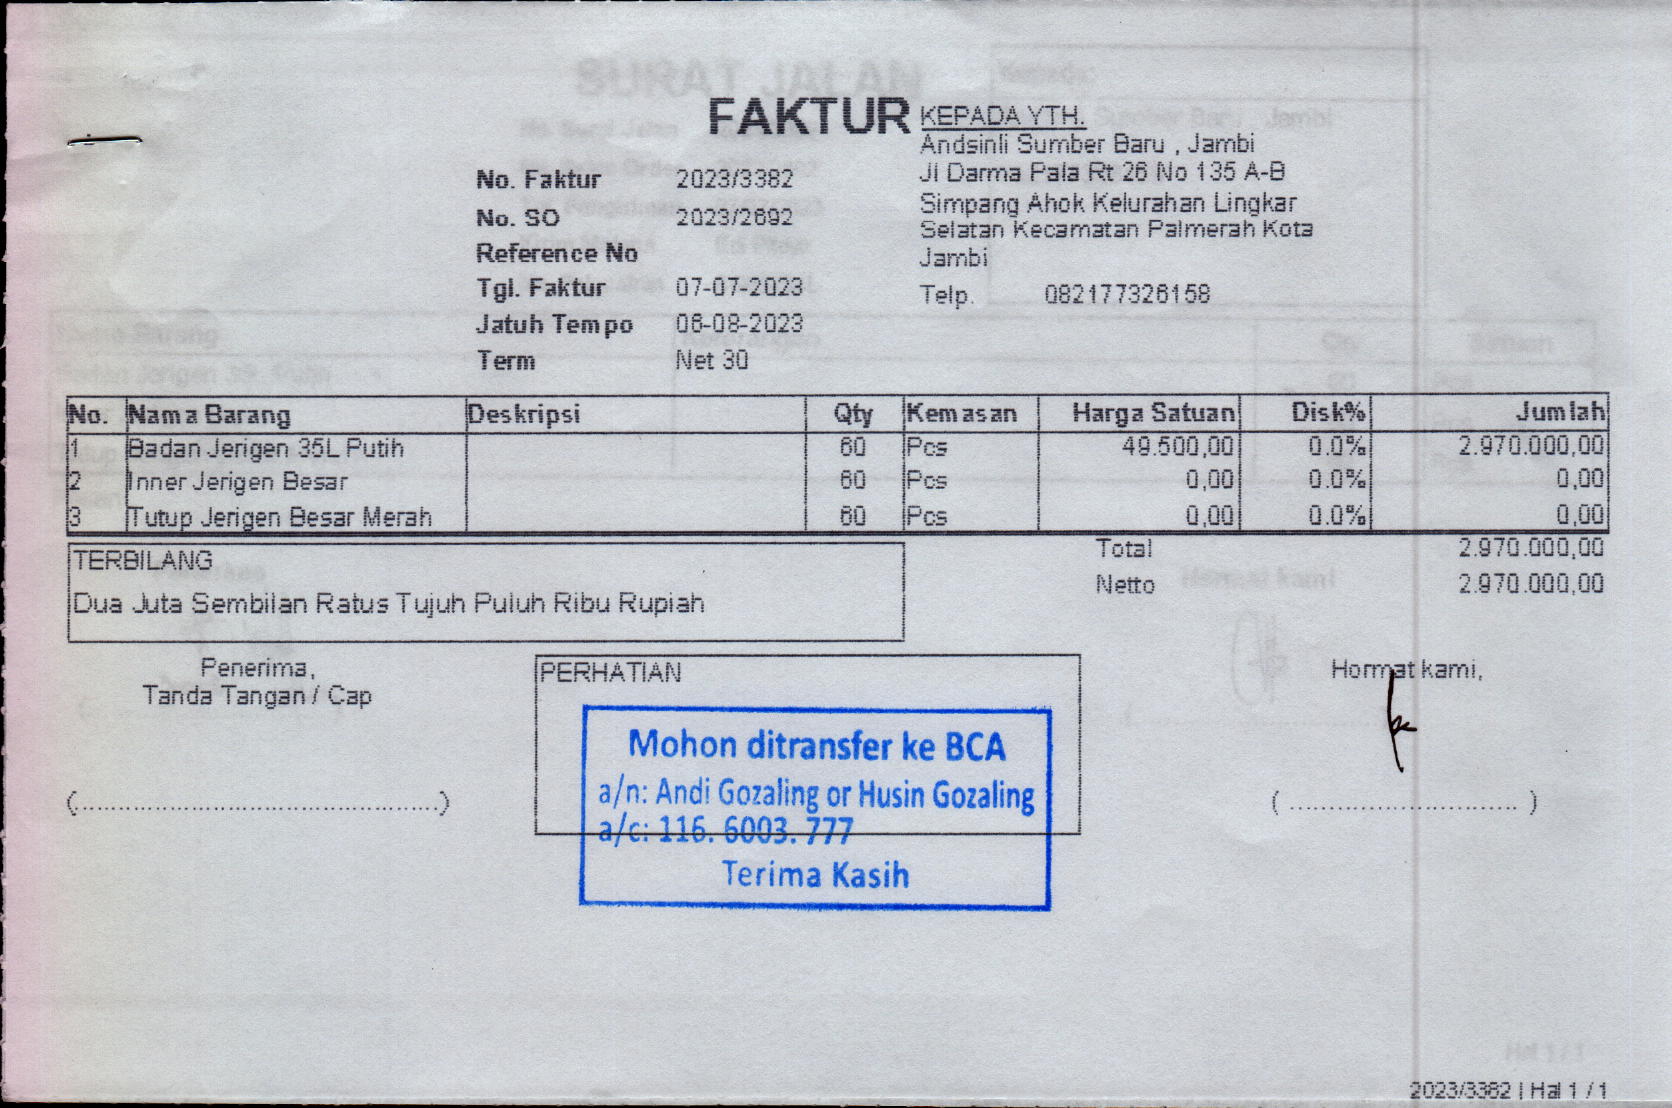 FAKTUR
KEPADA YTH.
Andsinli Sumber Baru , Jambi
Jl Darma Pala Rt 26 No 135 A-B
Simpang Ahok Kelurahan Lingkar
Selatan Kecamatan Palmerah Kota
Jambi
Telp. 082177326158
No. Faktur 2023/3382
No. SO 2023/2692
Reference No
Tgl. Faktur 07-07-2023
Jatuh Tempo 06-08-2023
Term Net 30
No. Nama Barang Deskripsi Qty Kemasan Harga Satuan Disk% Jumlah
1 Badan Jerigen 35L Putih 60 Pcs 49.500,00 0.0% 2.970.000,00
2 Inner Jerigen Besar 60 Pcs 0,00 0.0% 0,00
3 Tutup Jerigen Besar Merah 60 Pcs 0,00 0.0% 0,00
Total 2.970.000,00
Netto 2.970.000,00
TERBILANG
Dua Juta Sembilan Ratus Tujuh Puluh Ribu Rupiah
Penerima,
Tanda Tangan / Cap
(................................................)
PERHATIAN
Mohon ditransfer ke BCA
a/n: Andi Gozaling or Husin Gozaling
a/c: 116. 6003. 777
Terima Kasih
Hormat kami,
( ............................... )
2023/3382 | Hal 1 / 1